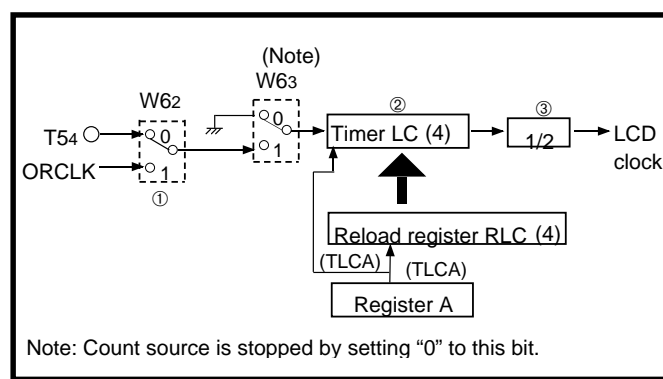 (Note)
W63
W62
T54
ORCLK
0
1
①
0
1
②
Timer LC (4)
③
1/2
LCD
clock
Reload register RLC (4)
(TLCA)
(TLCA)
Register A
Note: Count source is stopped by setting “0” to this bit.